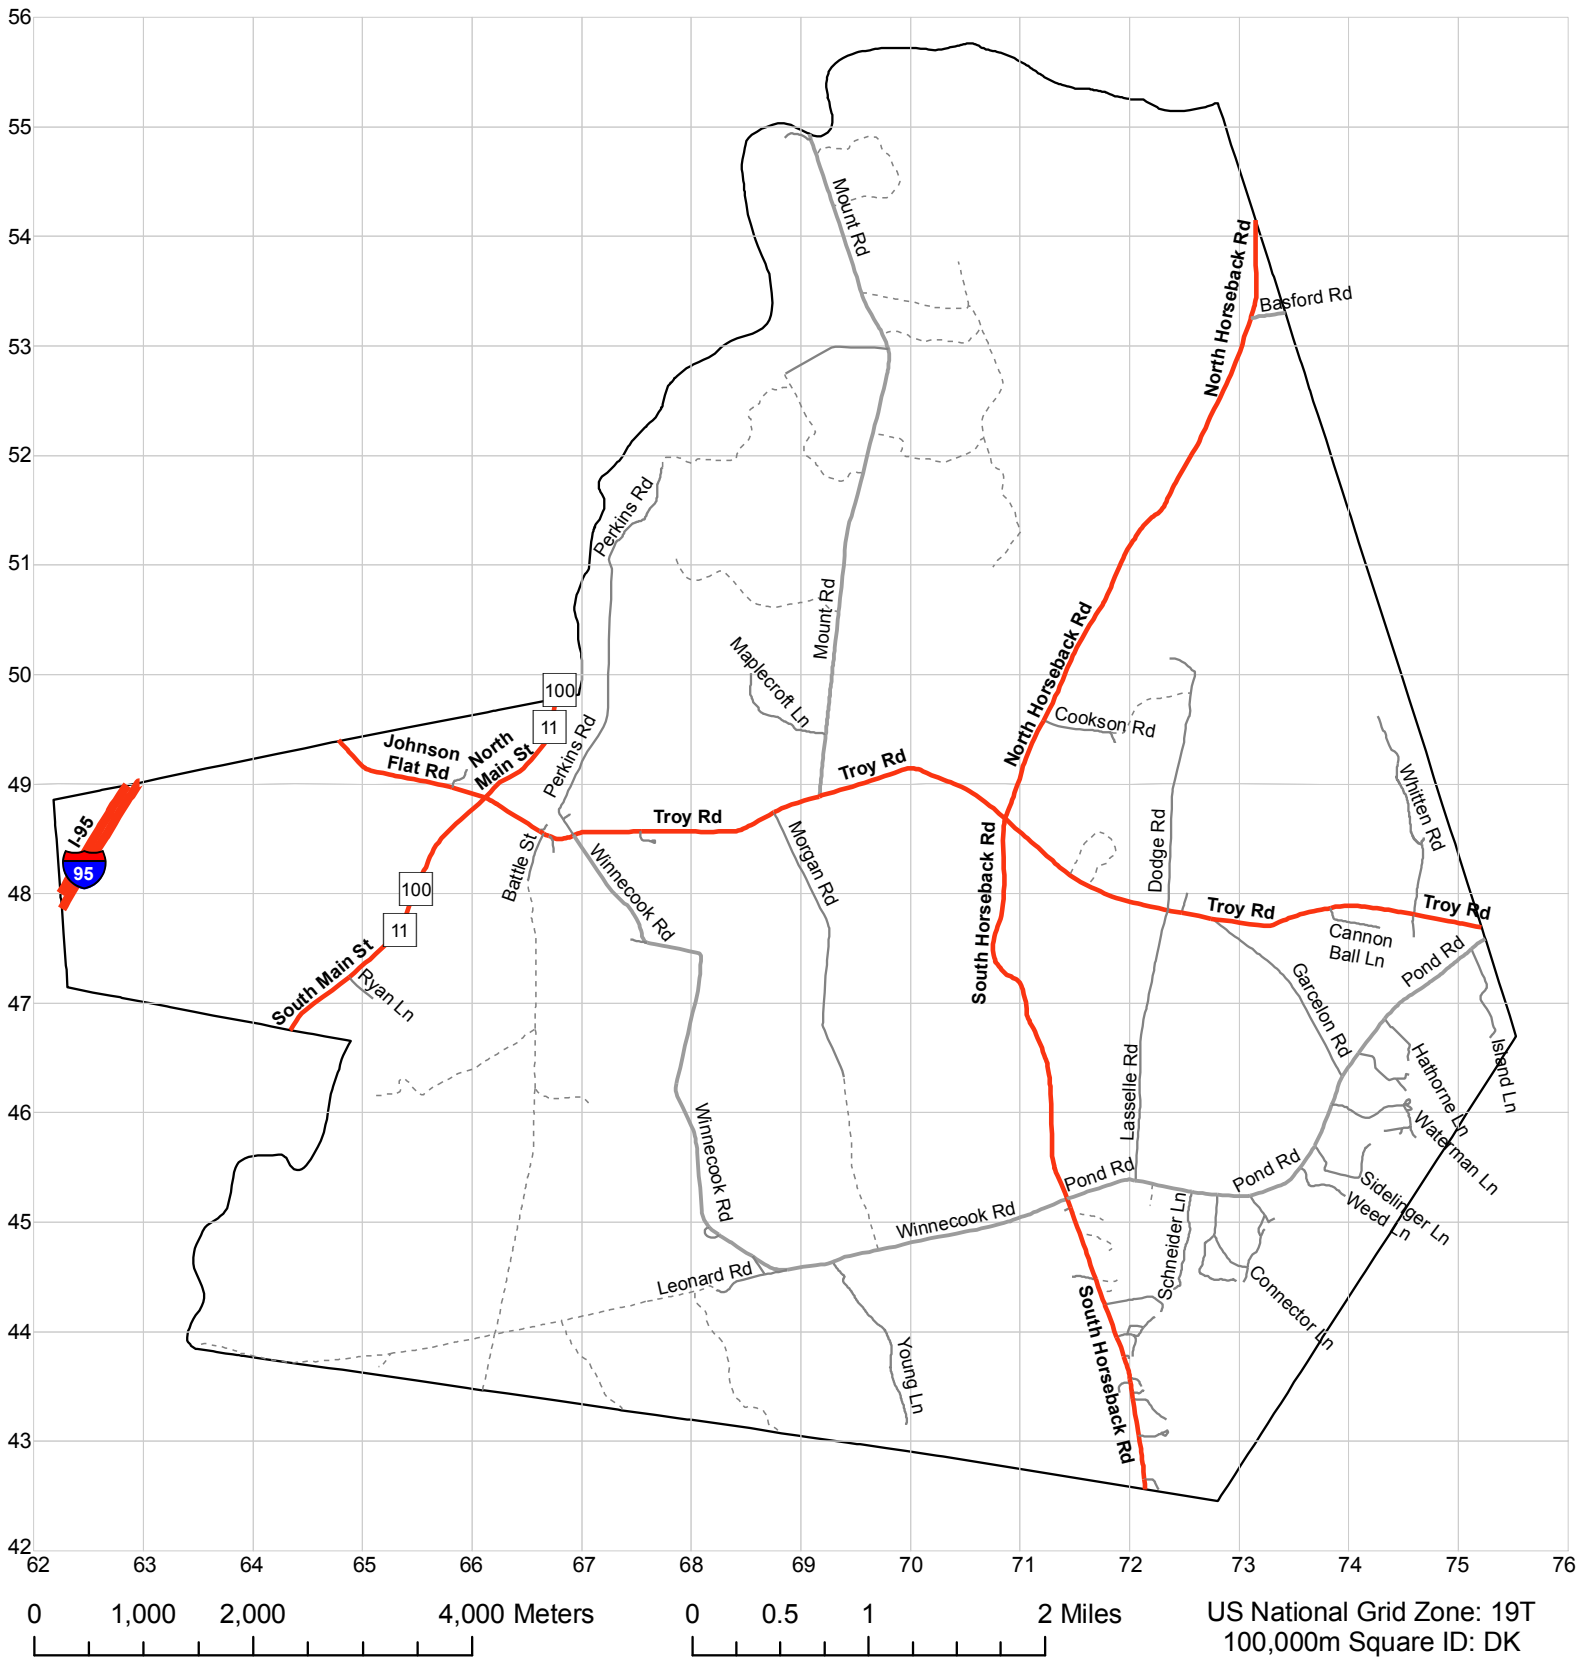 56
55
54
53
52
51
50
49
48
47
46
45
44
43
42
62
63
64
65
66
67
68
69
70
71
72
73
74
75
76
Mount Rd
North Horseback Rd
Basford Rd
Perkins Rd
Mount Rd
North Horseback Rd
Maplecroft Ln
100
11
Cookson Rd
Johnson
Flat Rd
North
Main St
Perkins Rd
Troy Rd
Whitten Rd
I-95
95
Troy Rd
Battle St
Winnecook Rd
Morgan Rd
South Horseback Rd
Dodge Rd
100
11
Troy Rd
Troy Rd
Cannon
Ball Ln
Pond Rd
South Main St
Ryan Ln
Garcelon Rd
Island Ln
Hathorne Ln
Lasselle Rd
Waterman Ln
Winnecook Rd
Pond Rd
Pond Rd
Sidelinger Ln
Weed Ln
Winnecook Rd
Schneider Ln
Leonard Rd
Connector Ln
South Horseback Rd
Young Ln
0 1,000 2,000 4,000 Meters
0 0.5 1 2 Miles
US National Grid Zone: 19T
100,000m Square ID: DK